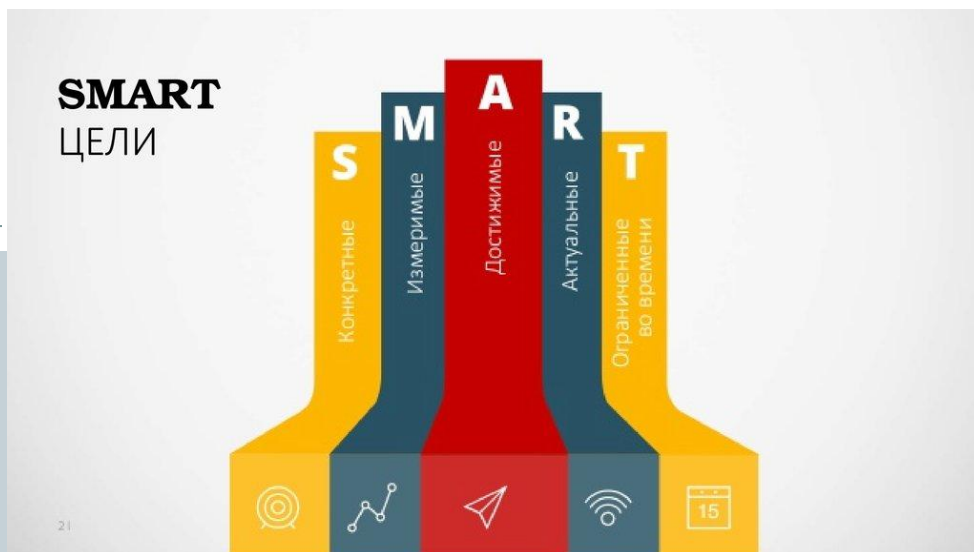 SMART
ЦЕЛИ
S
Конкретные
M
Измеримые
A
Достижимые
R
Актуальные
T
Ограниченные
во времени
15
21